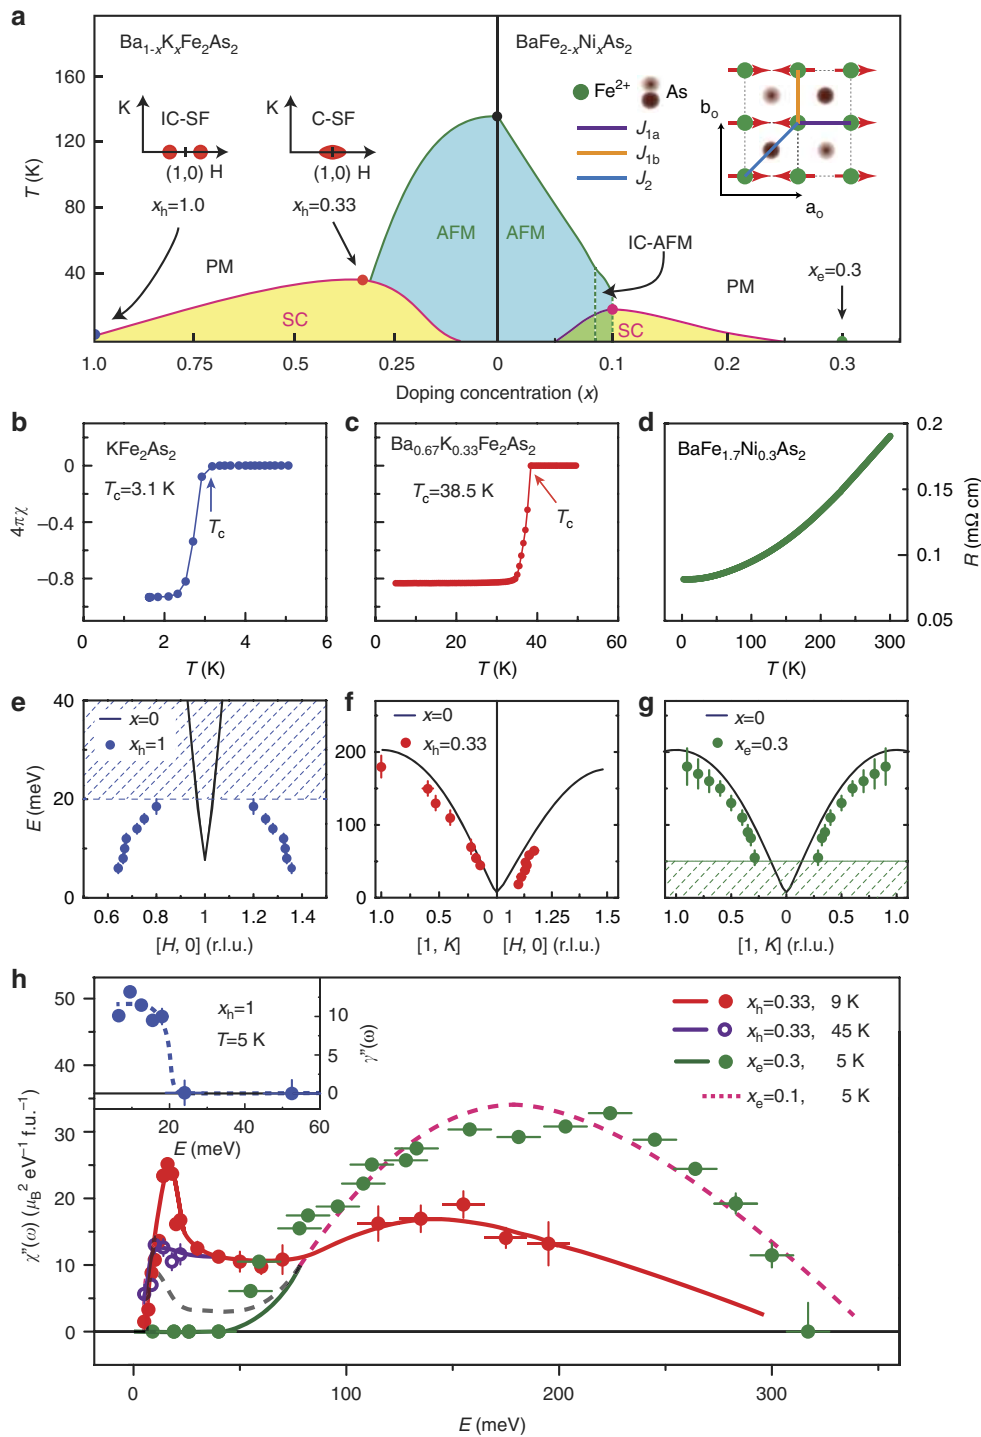 a
Ba1-xKxFe2As2
BaFe2-xNixAs2
T (K)
160
120
80
40
K
IC-SF
(1,0) H
xh=1.0
K
C-SF
(1,0) H
xh=0.33
Fe2+
As
J1a
J1b
J2
bo
ao
AFM
AFM
IC-AFM
PM
PM
xe=0.3
SC
SC
1.0 0.75 0.5 0.25 0 0.1 0.2 0.3
Doping concentration (x)
b
KFe2As2
Tc=3.1 K
Tc
4πχ
0
−0.4
−0.8
0 2 4 6
T (K)
c
Ba0.67K0.33Fe2As2
Tc=38.5 K
Tc
0 20 40 60
T (K)
d
BaFe1.7Ni0.3As2
0.2
0.15
0.1
0.05
R (mΩ cm)
0 100 200 300
T (K)
e
x=0
xh=1
E (meV)
40
20
0
0.6 0.8 1 1.2 1.4
[H, 0] (r.l.u.)
f
x=0
xh=0.33
200
100
0
1.0 0.5 0 1 1.25 1.5
[1, K] [H, 0] (r.l.u.)
g
x=0
xe=0.3
1.0 0.5 0 0.5 1.0
[1, K] (r.l.u.)
h
χ″(ω) (μB2 eV−1 f.u.−1)
50
40
30
20
10
0
xh=1
T=5 K
10
5
0
χ″(ω)
20 40 60
E (meV)
xh=0.33, 9 K
xh=0.33, 45 K
xe=0.3, 5 K
xe=0.1, 5 K
0 100 200 300
E (meV)